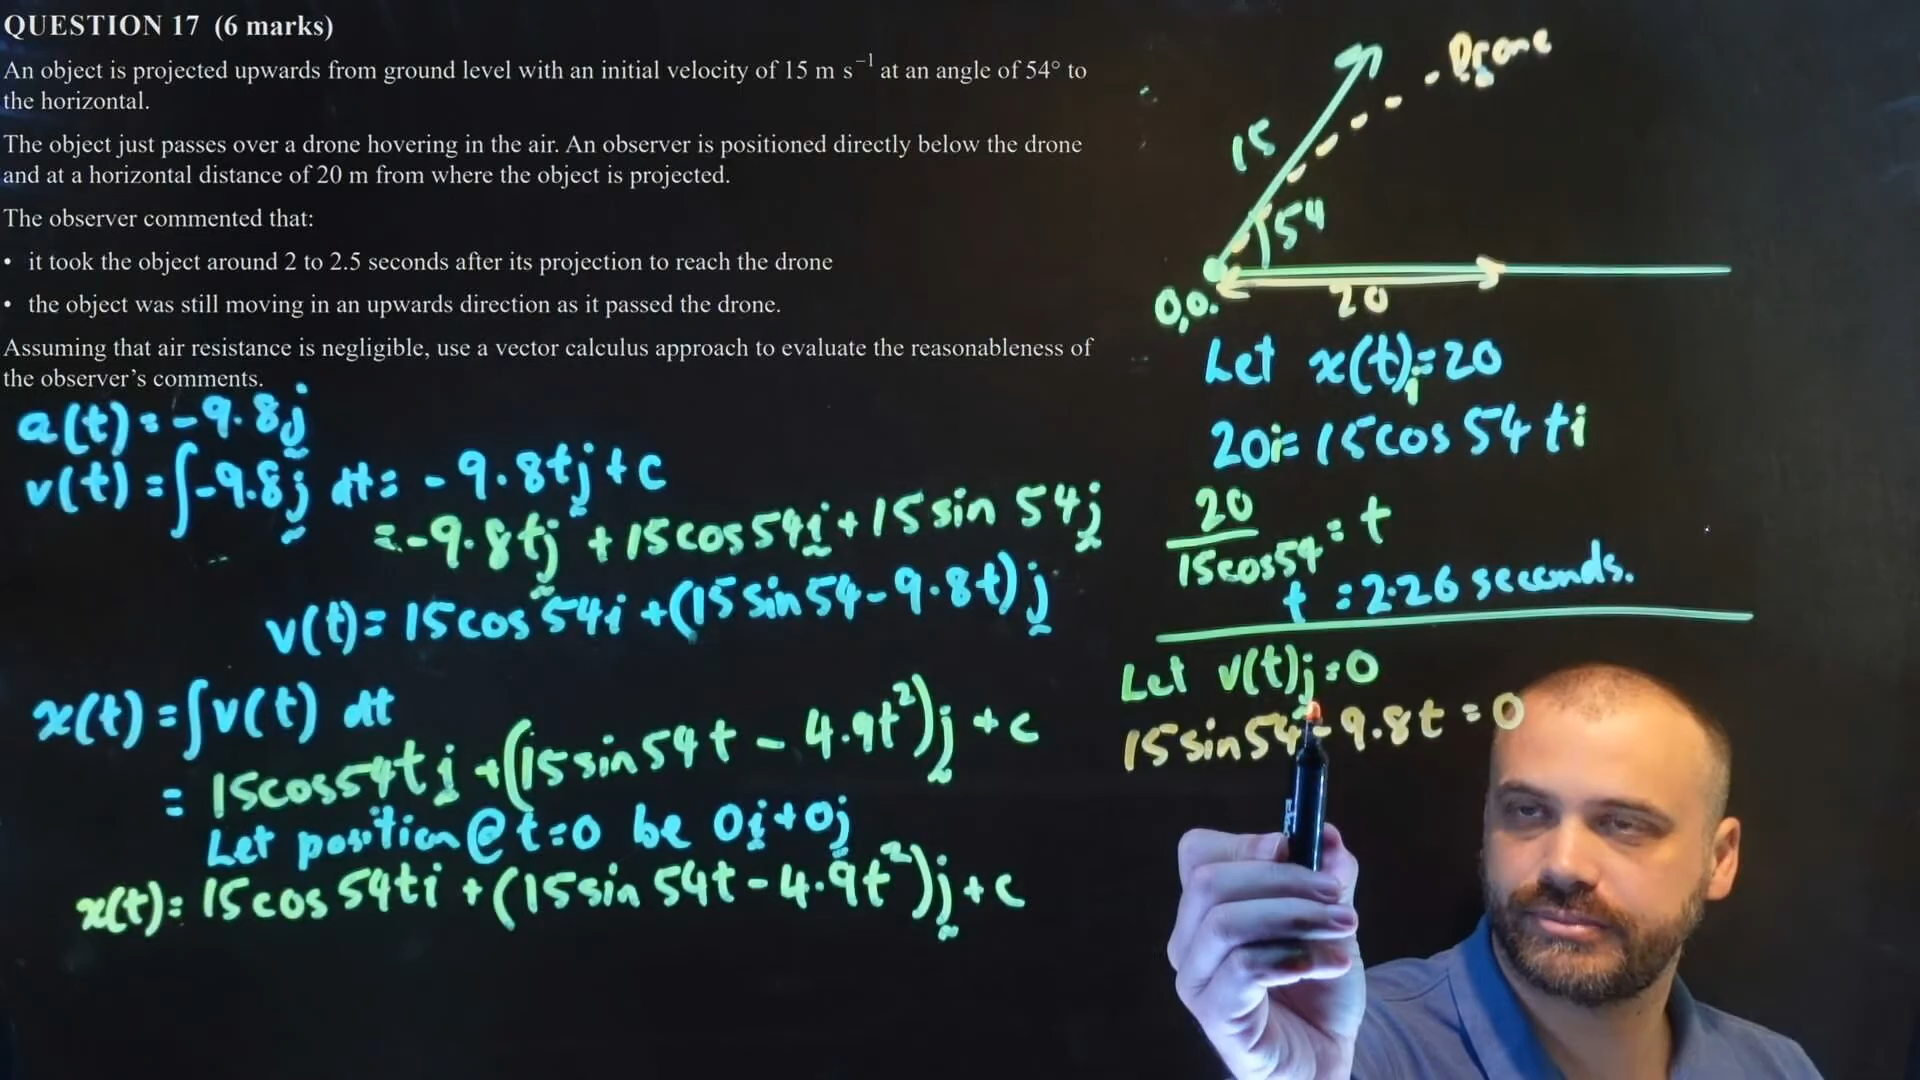 QUESTION 17 (6 marks)
An object is projected upwards from ground level with an initial velocity of 15 m s⁻¹ at an angle of 54° to
the horizontal.
The object just passes over a drone hovering in the air. An observer is positioned directly below the drone
and at a horizontal distance of 20 m from where the object is projected.
The observer commented that:
• it took the object around 2 to 2.5 seconds after its projection to reach the drone
• the object was still moving in an upwards direction as it passed the drone.
Assuming that air resistance is negligible, use a vector calculus approach to evaluate the reasonableness of
the observer's comments.
a(t) = -9.8j
v(t) = ∫-9.8j dt = -9.8tj + c
= -9.8tj + 15cos54i + 15sin 54j
v(t) = 15cos 54i + (15sin54 - 9.8t)j
x(t) = ∫v(t) dt
= 15cos54ti + (15sin54t - 4.9t²)j + c
Let position @ t=0 be 0i+0j
x(t) = 15cos 54ti + (15sin 54t - 4.9t²)j + c
Drone
15
54
0,0.
20
Let x(t)i = 20
20i = 15cos 54 ti
20/15cos54 = t
t = 2.26 seconds.
Let v(t)j = 0
15sin54 - 9.8t = 0